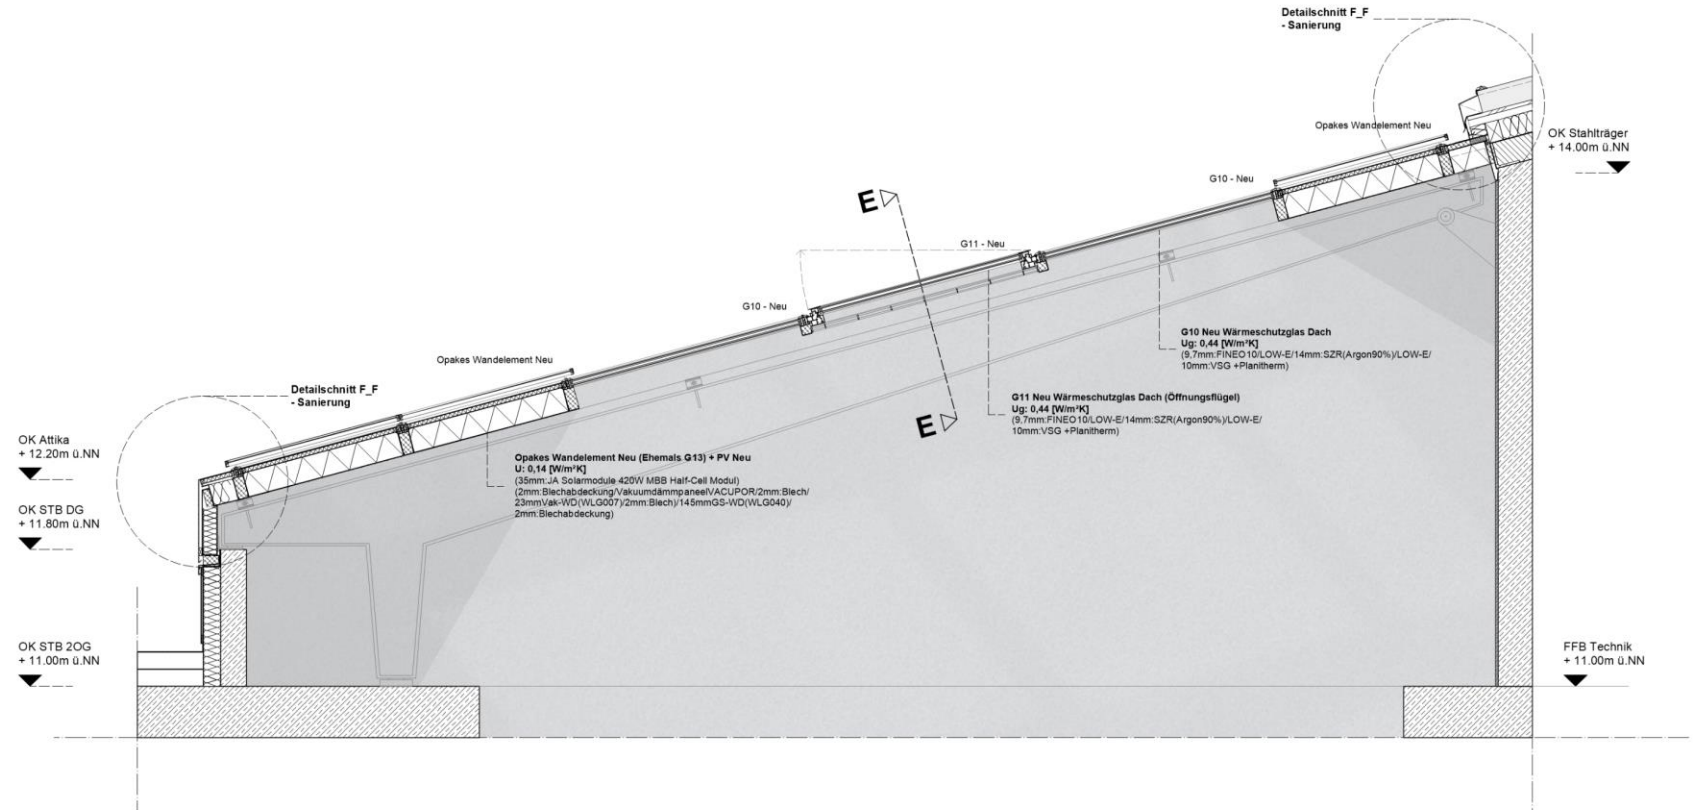 Detailschnitt F_F
- Sanierung
Opakes Wandelement Neu
OK Stahlträger
+ 14.00m ü.NN
G10 - Neu
E
G11 - Neu
G10 - Neu
G10 Neu Wärmeschutzglas Dach
Ug: 0,44 [W/m²K]
(9,7mm:FINEO10/LOW-E/14mm:SZR(Argon90%)/LOW-E/
10mm:VSG +Planitherm)
Opakes Wandelement Neu
Detailschnitt F_F
- Sanierung
G11 Neu Wärmeschutzglas Dach (Öffnungsflügel)
Ug: 0,44 [W/m²K]
(9,7mm:FINEO10/LOW-E/14mm:SZR(Argon90%)/LOW-E/
10mm:VSG +Planitherm)
E
OK Attika
+ 12.20m ü.NN
Opakes Wandelement Neu (Ehemals G13) + PV Neu
U: 0,14 [W/m²K]
(35mm:JA Solarmodule 420W MBB Half-Cell Modul)
(2mm:Blechabdeckung/VakuumdämmpaneelVACUPOR/2mm:Blech/
23mmVak-WD(WLG007)/2mm:Blech)/145mmGS-WD(WLG040)/
2mm:Blechabdeckung)
OK STB DG
+ 11.80m ü.NN
OK STB 2OG
+ 11.00m ü.NN
FFB Technik
+ 11.00m ü.NN